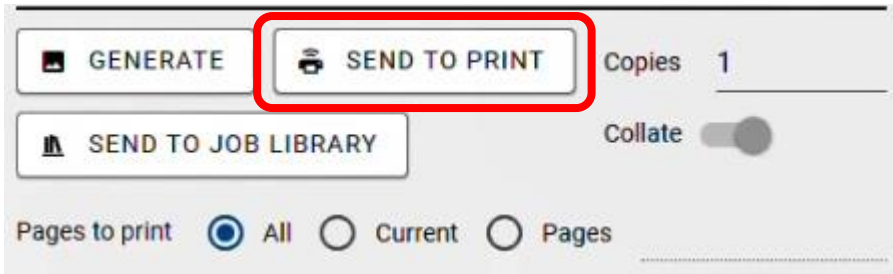 GENERATE SEND TO PRINT Copies 1
SEND TO JOB LIBRARY Collate
Pages to print All Current Pages